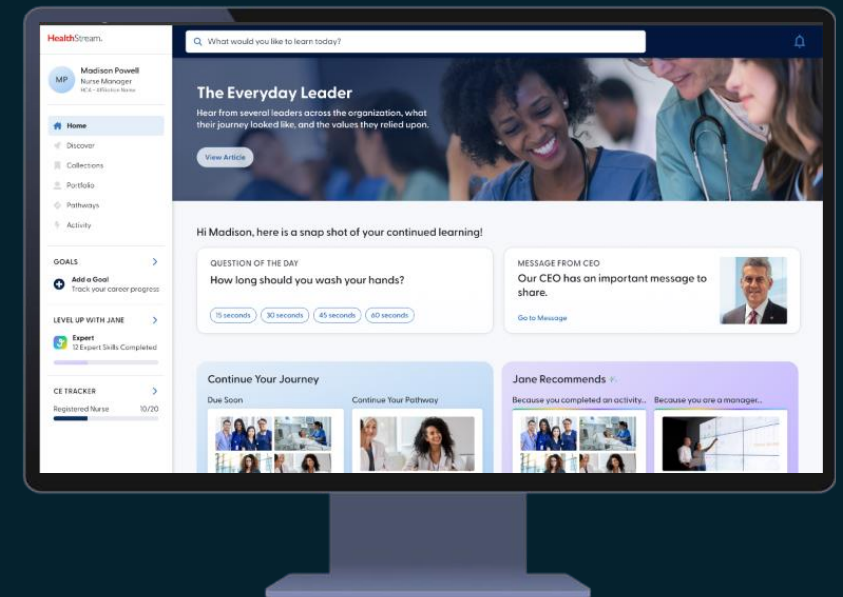 HealthStream.
What would you like to learn today?
MP
Madison Powell
Nurse Manager
Home
Discover
Collections
Portfolio
Pathways
Activity
GOALS
Add a Goal
Track your career progress
LEVEL UP WITH JANE
Expert
12 Expert Skills Completed
CE TRACKER
Registered Nurse 10/20
The Everyday Leader
Hear from several leaders across the organization, what
their journey looked like, and the values they relied upon.
View Article
Hi Madison, here is a snap shot of your continued learning!
QUESTION OF THE DAY
How long should you wash your hands?
15 seconds 30 seconds 45 seconds 60 seconds
MESSAGE FROM CEO
Our CEO has an important message to
share.
Go to Message
Continue Your Journey
Due Soon Continue Your Pathway
Jane Recommends
Because you completed an activity... Because you are a manager...